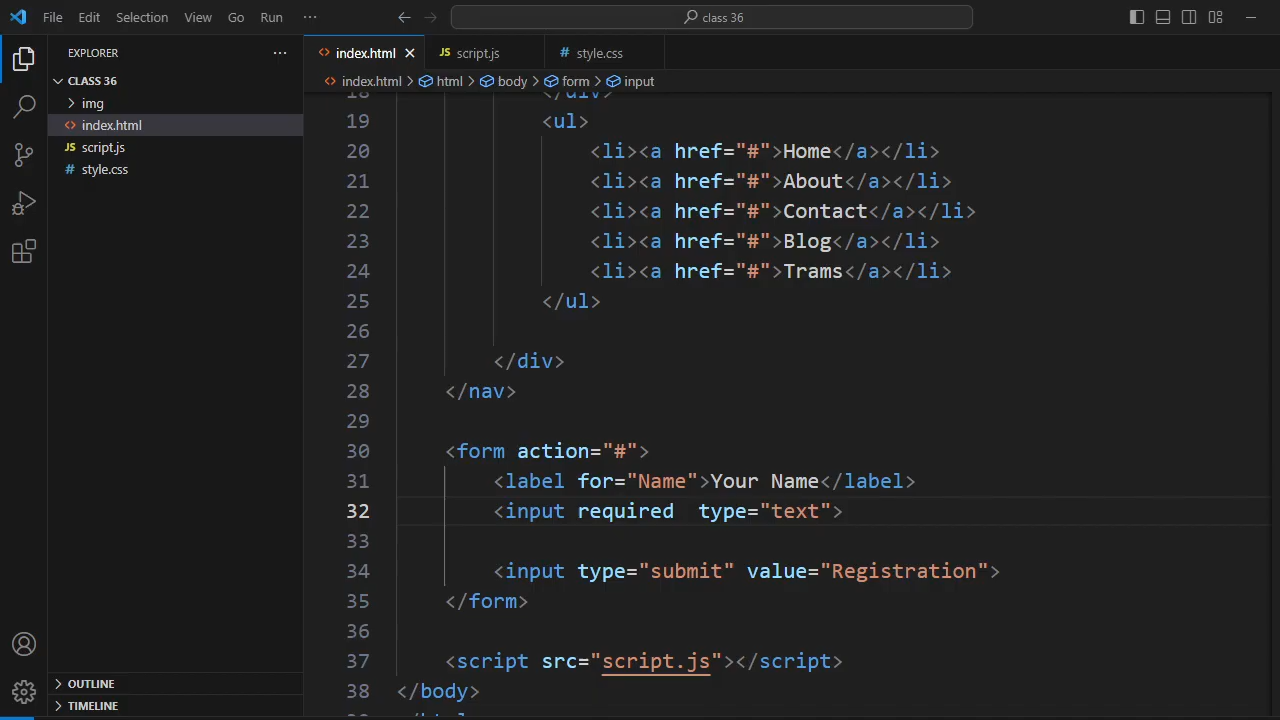 File Edit Selection View Go Run ···
class 36
EXPLORER ···
CLASS 36
img
index.html
script.js
style.css
OUTLINE
TIMELINE
<> index.html ×
JS script.js
# style.css
<> index.html > html > body > form > input
18 </div>
19 <ul>
20 <li><a href="#">Home</a></li>
21 <li><a href="#">About</a></li>
22 <li><a href="#">Contact</a></li>
23 <li><a href="#">Blog</a></li>
24 <li><a href="#">Trams</a></li>
25 </ul>
26
27 </div>
28 </nav>
29
30 <form action="#">
31 <label for="Name">Your Name</label>
32 <input required  type="text">
33
34 <input type="submit" value="Registration">
35 </form>
36
37 <script src="script.js"></script>
38 </body>